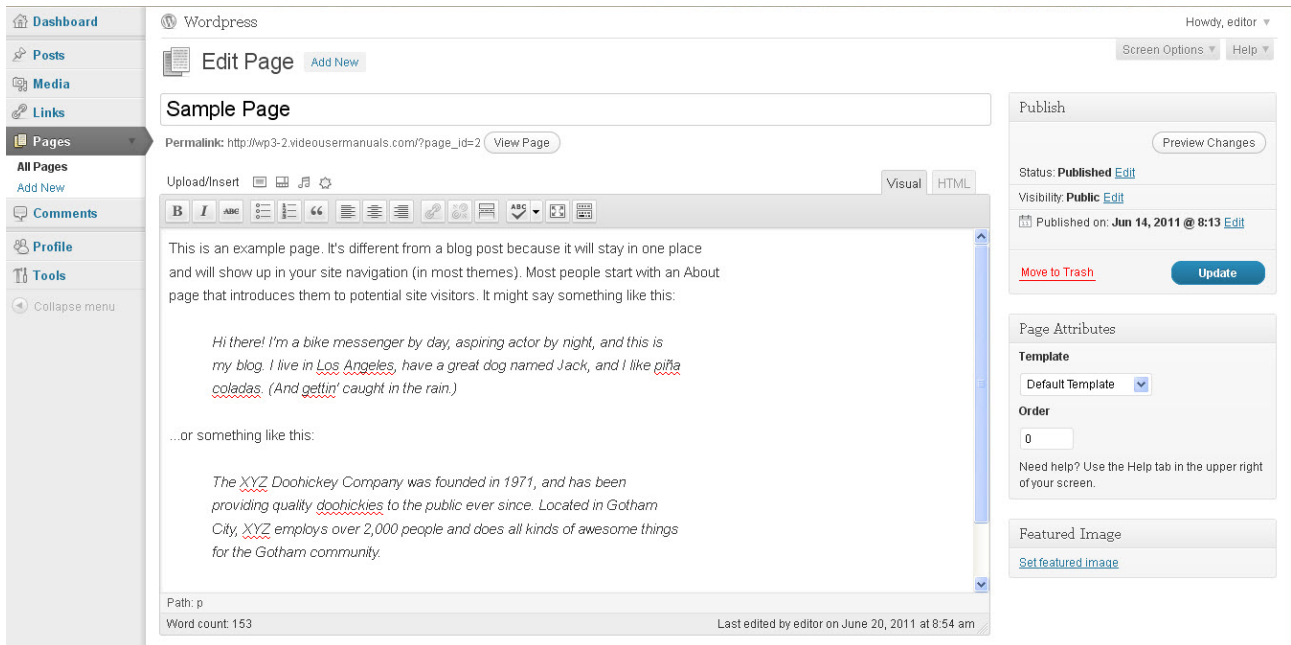 Dashboard
Posts
Media
Links
Pages
All Pages
Add New
Comments
Profile
Tools
Collapse menu
Wordpress
Howdy, editor
Screen Options
Help
Edit Page Add New
Sample Page
Permalink: http://wp3-2.videousermanuals.com/?page_id=2 View Page
Upload/Insert
Visual HTML
B I ABC ABC
This is an example page. It's different from a blog post because it will stay in one place
and will show up in your site navigation (in most themes). Most people start with an About
page that introduces them to potential site visitors. It might say something like this:
Hi there! I'm a bike messenger by day, aspiring actor by night, and this is
my blog. I live in Los Angeles, have a great dog named Jack, and I like piña
coladas. (And gettin' caught in the rain.)
...or something like this:
The XYZ Doohickey Company was founded in 1971, and has been
providing quality doohickies to the public ever since. Located in Gotham
City, XYZ employs over 2,000 people and does all kinds of awesome things
for the Gotham community.
Path: p
Word count: 153
Last edited by editor on June 20, 2011 at 8:54 am
Publish
Preview Changes
Status: Published Edit
Visibility: Public Edit
Published on: Jun 14, 2011 @ 8:13 Edit
Move to Trash
Update
Page Attributes
Template
Default Template
Order
0
Need help? Use the Help tab in the upper right
of your screen.
Featured Image
Set featured image